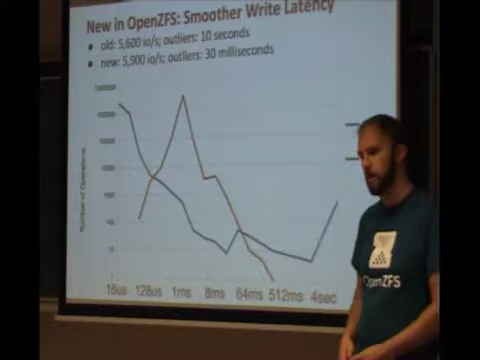 New in OpenZFS: Smoother Write Latency
• old: 5,600 io/s; outliers: 10 seconds
• new: 5,900 io/s; outliers: 30 milliseconds
Number of Operations
16us 128us 1ms 8ms 64ms 512ms 4sec
OpenZFS